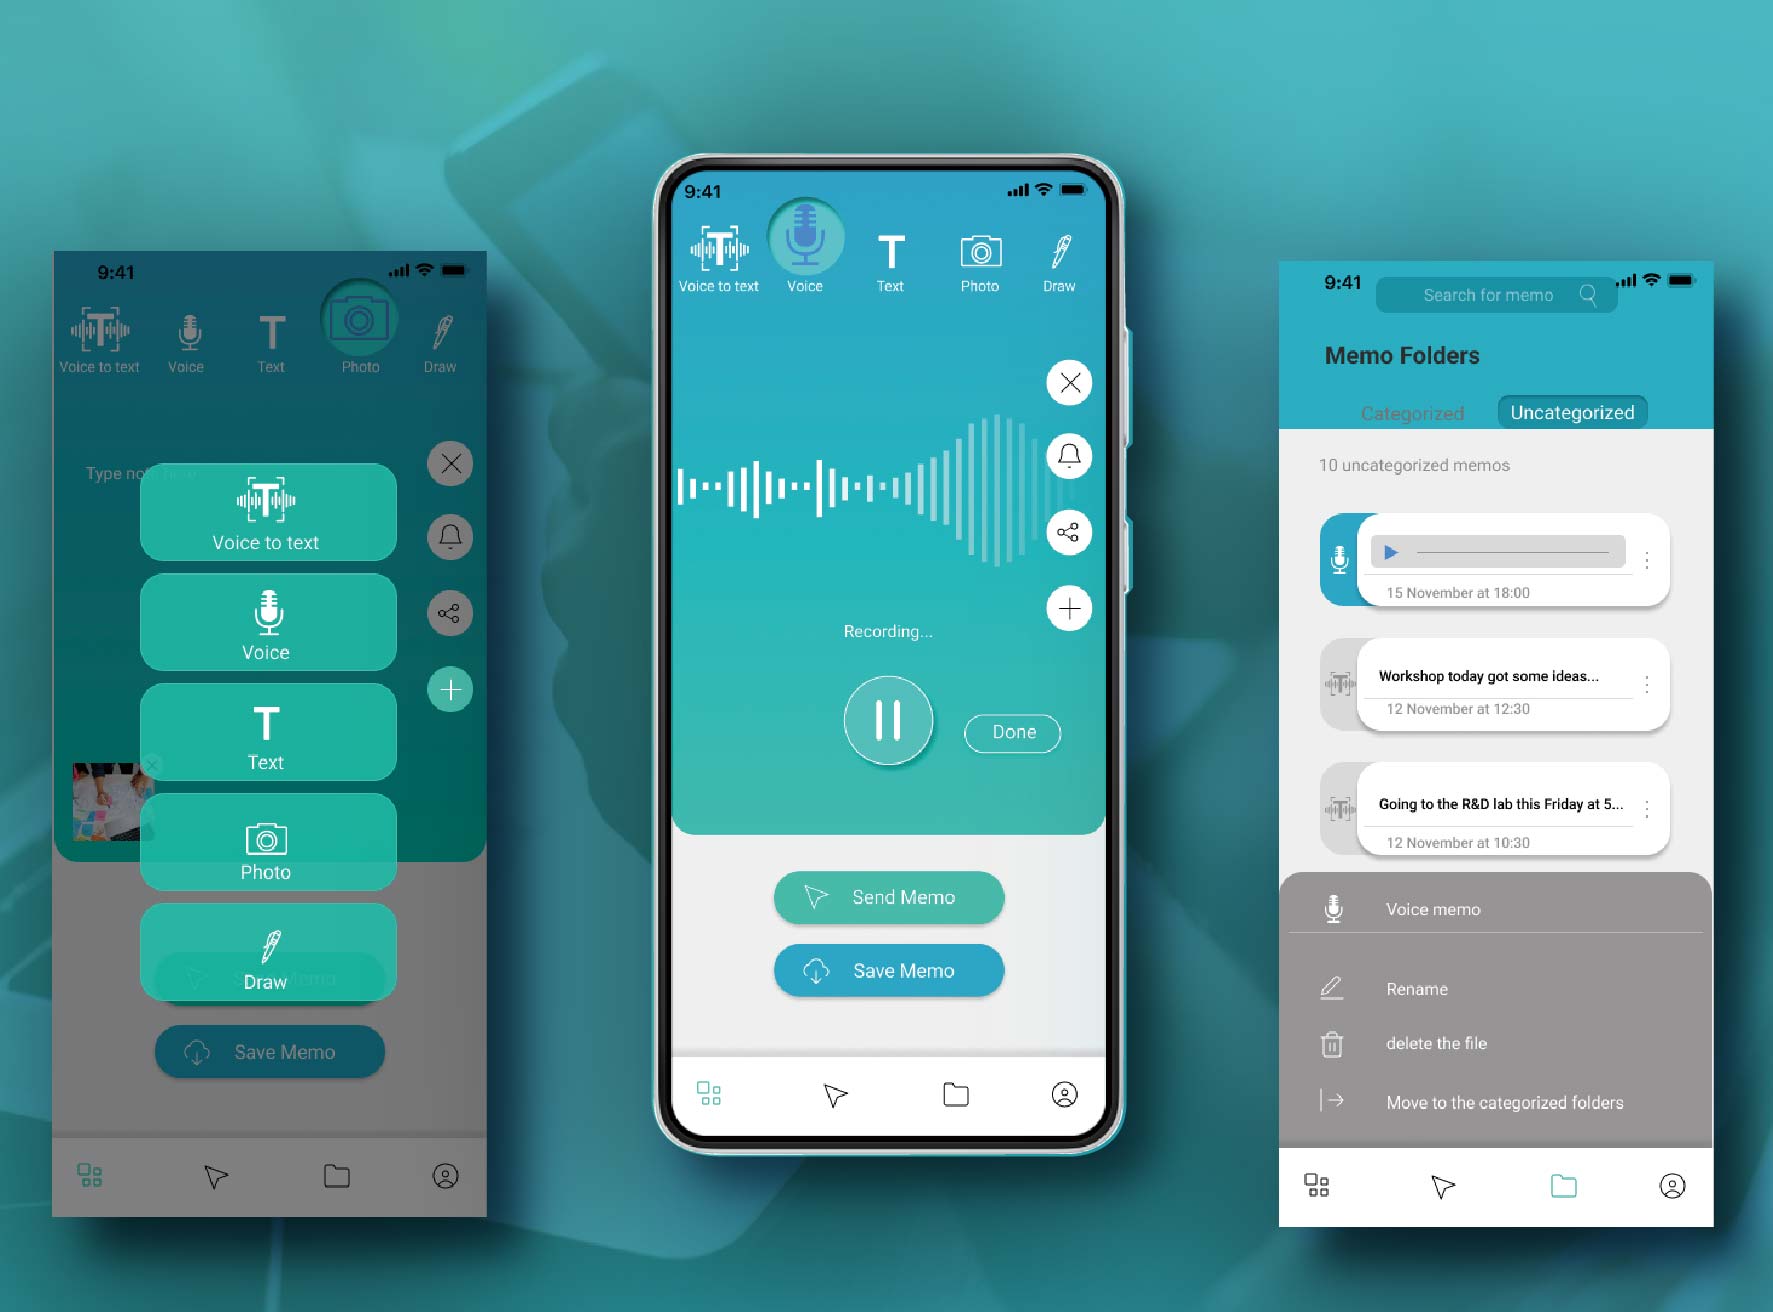 9:41
Voice to text
Voice
Text
Photo
Draw
Type not
Voice to text
Voice
Text
Photo
Draw
Save Memo
9:41
Voice to text
Voice
Text
Photo
Draw
Recording...
Done
Send Memo
Save Memo
9:41
Search for memo
Memo Folders
Categorized
Uncategorized
10 uncategorized memos
15 November at 18:00
Workshop today got some ideas...
12 November at 12:30
Going to the R&D lab this Friday at 5...
12 November at 10:30
Voice memo
Rename
delete the file
Move to the categorized folders